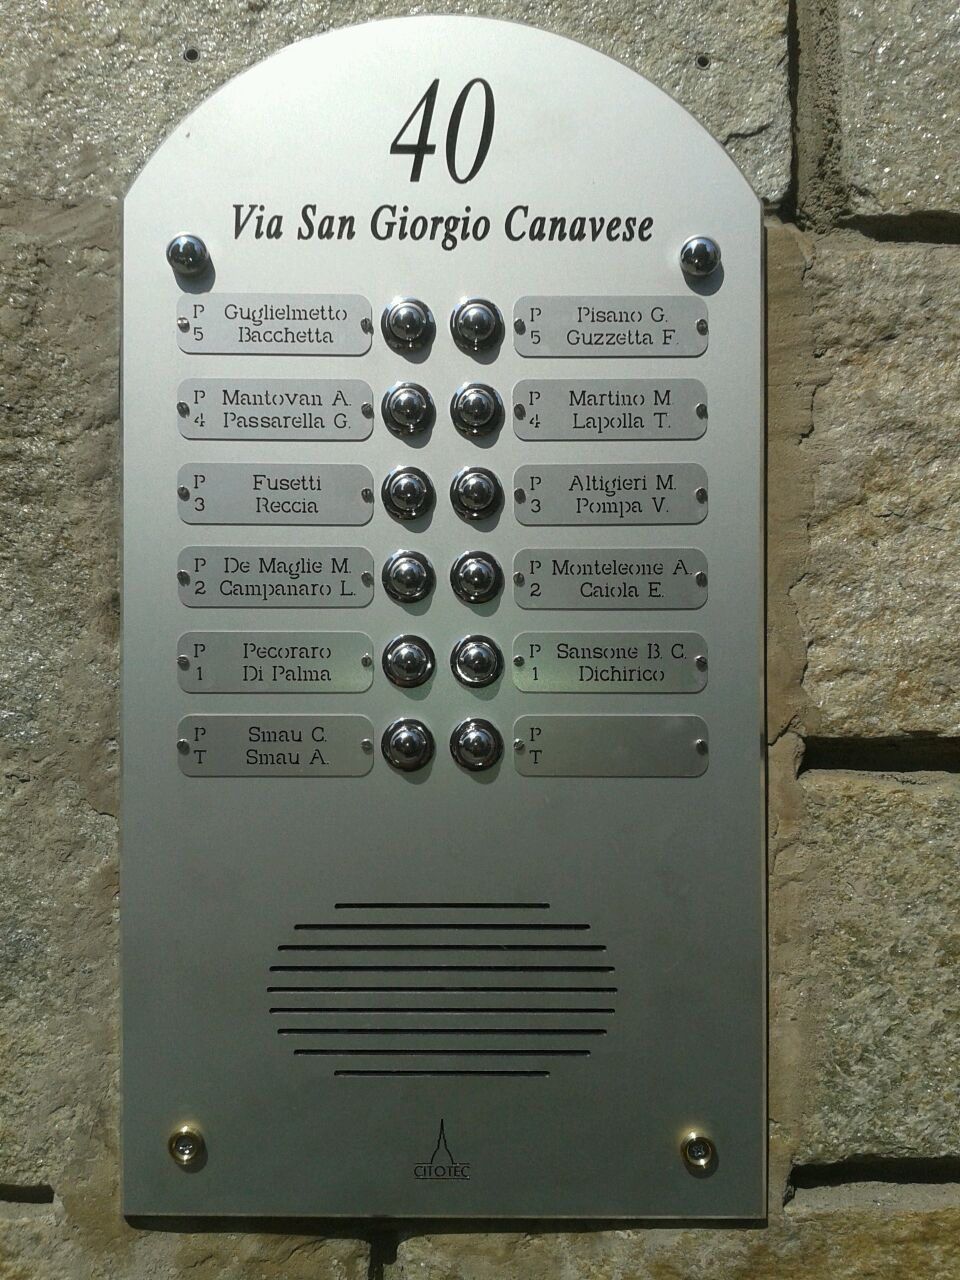 40
Via San Giorgio Canavese
P Guglielmetto
5 Bacchetta
P Pisano G.
5 Guzzetta F.
P Mantovan A.
4 Passarella G.
P Martino M.
4 Lapolla T.
P Fusetti
3 Reccia
P Altigieri M.
3 Pompa V.
P De Maglie M.
2 Campanaro L.
P Monteleone A.
2 Caiola E.
P Pecoraro
1 Di Palma
P Sansone B. C.
1 Dichirico
P Smau C.
T Smau A.
P
T
CITOTEC